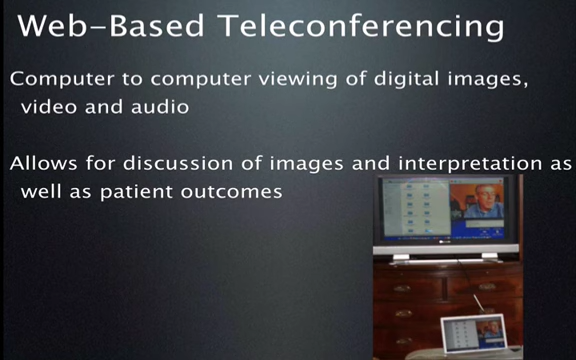 Web-Based Teleconferencing
Computer to computer viewing of digital images,
video and audio
Allows for discussion of images and interpretation as
well as patient outcomes